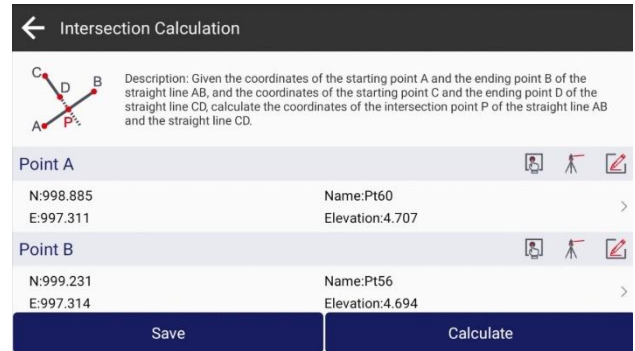 Intersection Calculation
C
D
B
A
P
Description: Given the coordinates of the starting point A and the ending point B of the
straight line AB, and the coordinates of the starting point C and the ending point D of the
straight line CD, calculate the coordinates of the intersection point P of the straight line AB
and the straight line CD.
Point A
N:998.885 Name:Pt60
E:997.311 Elevation:4.707
Point B
N:999.231 Name:Pt56
E:997.314 Elevation:4.694
Save Calculate